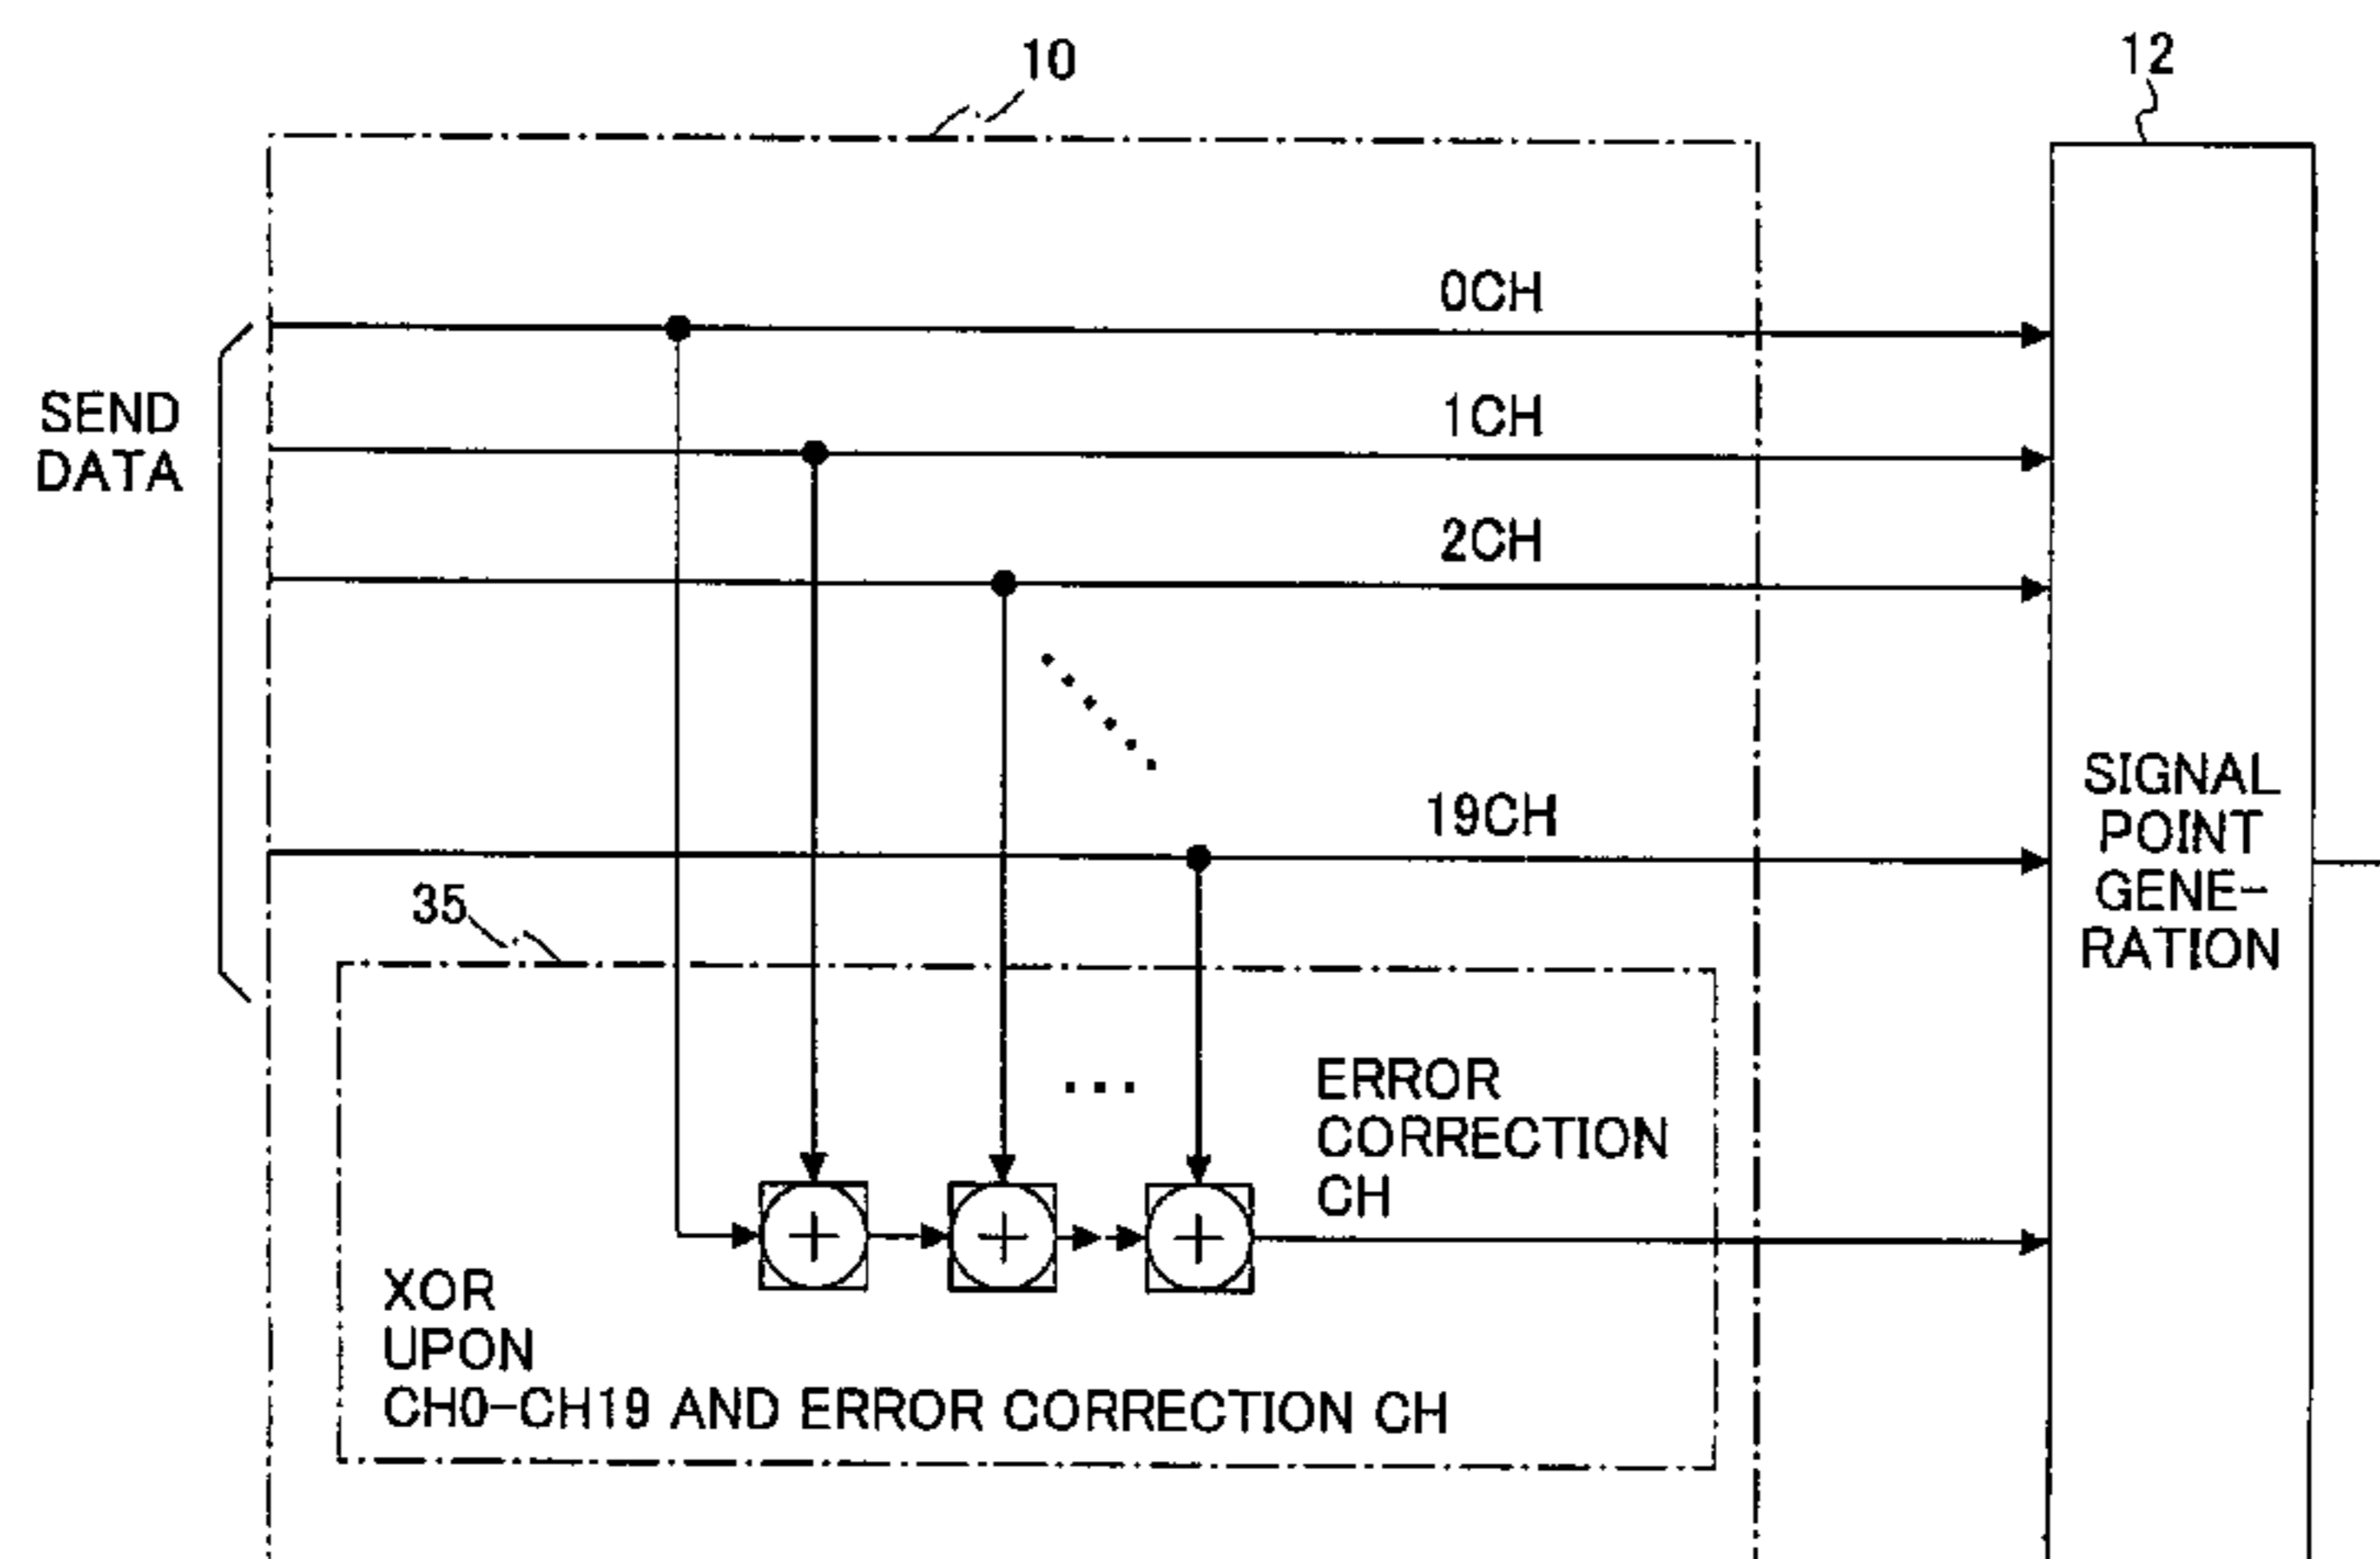 10
12
0CH
SEND
DATA
1CH
2CH
19CH
SIGNAL
POINT
GENE-
RATION
35
ERROR
CORRECTION
CH
XOR
UPON
CH0-CH19 AND ERROR CORRECTION CH